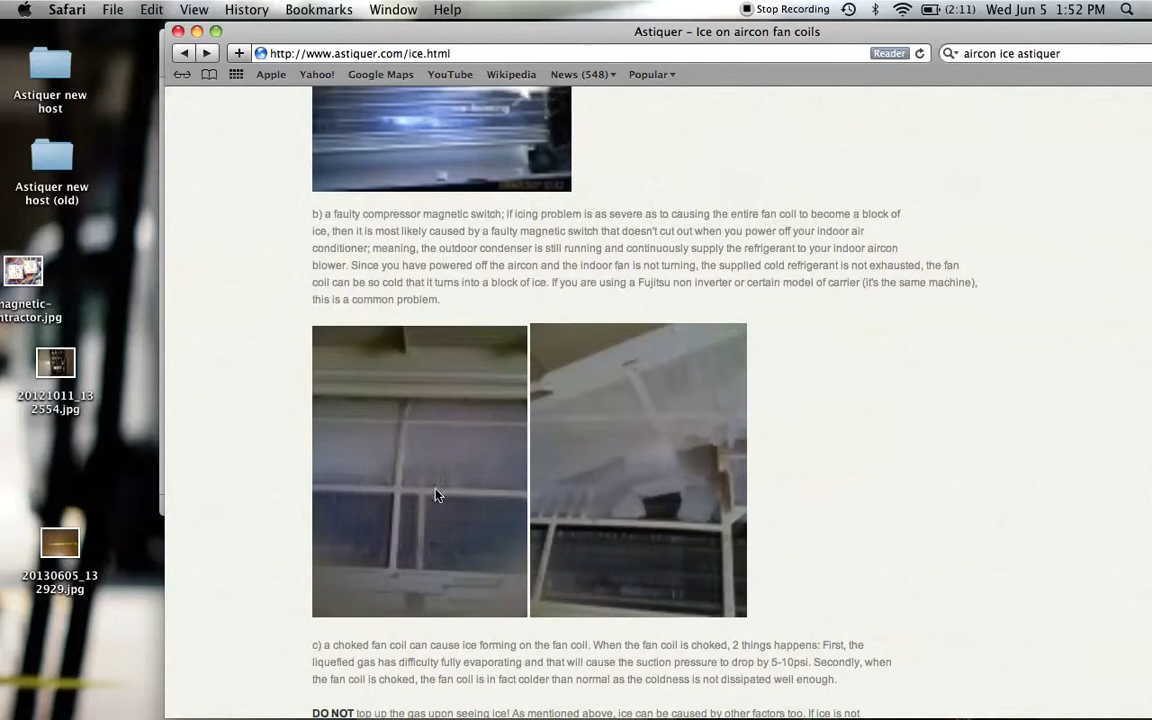 Safari File Edit View History Bookmarks Window Help Stop Recording (2:11) Wed Jun 5 1:52 PM
Astiquer – Ice on aircon fan coils
http://www.astiquer.com/ice.html Reader aircon ice astiquer
Apple Yahoo! Google Maps YouTube Wikipedia News (548) Popular
Astiquer new
host
Astiquer new
host (old)
magnetic-
ntractor.jpg
20121011_13
2554.jpg
20130605_13
2929.jpg
b) a faulty compressor magnetic switch; if icing problem is as severe as to causing the entire fan coil to become a block of
ice, then it is most likely caused by a faulty magnetic switch that doesn't cut out when you power off your indoor air
conditioner; meaning, the outdoor condenser is still running and continuously supply the refrigerant to your indoor aircon
blower. Since you have powered off the aircon and the indoor fan is not turning, the supplied cold refrigerant is not exhausted, the fan
coil can be so cold that it turns into a block of ice. If you are using a Fujitsu non inverter or certain model of carrier (it's the same machine),
this is a common problem.
c) a choked fan coil can cause ice forming on the fan coil. When the fan coil is choked, 2 things happens: First, the
liquefied gas has difficulty fully evaporating and that will cause the suction pressure to drop by 5-10psi. Secondly, when
the fan coil is choked, the fan coil is in fact colder than normal as the coldness is not dissipated well enough.
DO NOT top up the gas upon seeing ice! As mentioned above, ice can be caused by other factors too. If ice is not